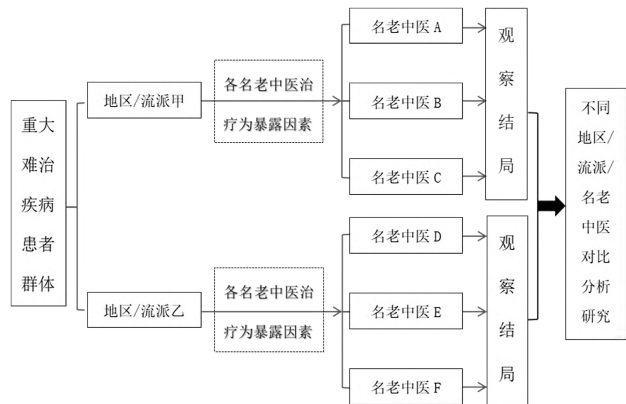 重大
难治
疾病
患者
群体
地区/流派甲
各名老中医治
疗为暴露因素
名老中医 A
名老中医 B
名老中医 C
观
察
结
局
地区/流派乙
各名老中医治
疗为暴露因素
名老中医 D
名老中医 E
名老中医 F
观
察
结
局
不同
地区/
流派/
名老
中医
对比
分析
研究